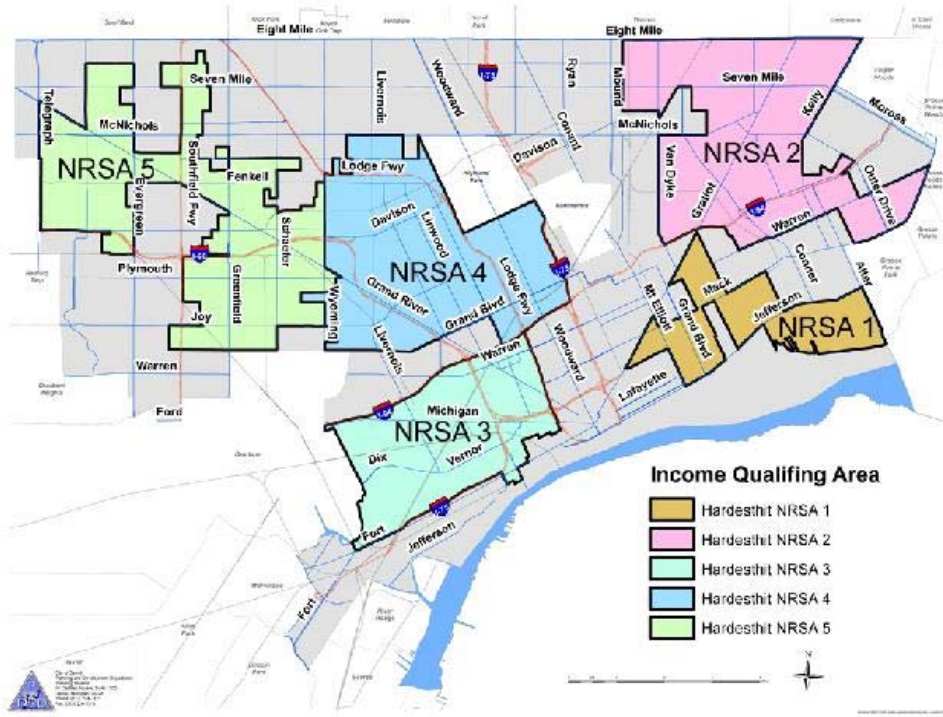 Eight Mile
Eight Mile
I-75
Telegraph
Seven Mile
Livernois
Woodward
Ryan
Conant
Mound
Seven Mile
Kelly
Moross
McNichols
McNichols
Davison
NRSA 5
Evergreen
Southfield Fwy
Fenkell
Lodge Fwy
Van Dyke
NRSA 2
Gratiot
Outer Drive
Schaefer
Davison
Linwood
Warren
Conner
Alter
Plymouth
Greenfield
Wyoming
NRSA 4
Grand River
Lodge Fwy
Grand Blvd
I-75
Mack
Mt Elliott
Grand Blvd
Jefferson
NRSA 1
Joy
Livernois
Warren
Woodward
Warren
Lafayette
Ford
Michigan
NRSA 3
Dix
Vernor
Fort
Jefferson
Fort
Income Qualifing Area
Hardesthit NRSA 1
Hardesthit NRSA 2
Hardesthit NRSA 3
Hardesthit NRSA 4
Hardesthit NRSA 5
N